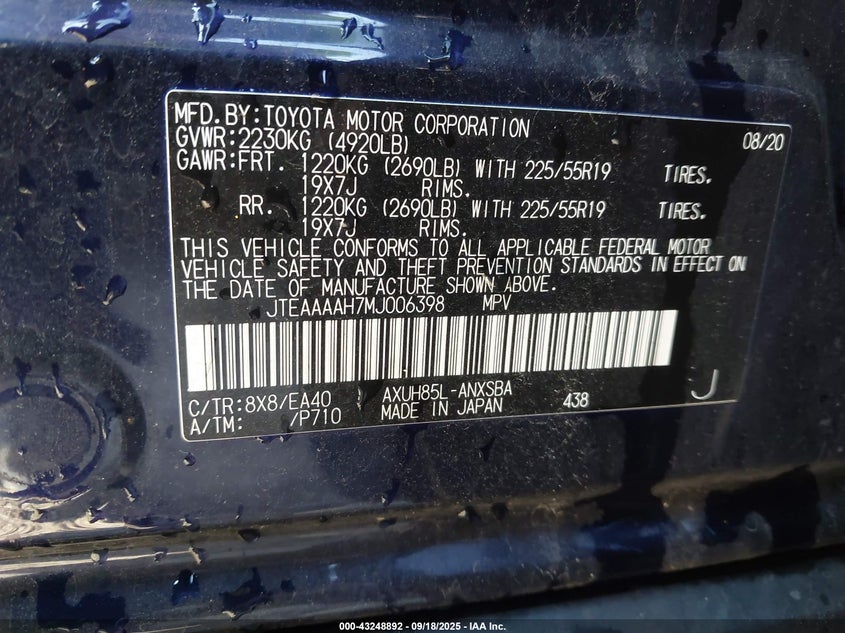 MFD.BY:TOYOTA MOTOR CORPORATION 08/20
GVWR:2230KG (4920LB)
GAWR:FRT. 1220KG (2690LB) WITH 225/55R19 TIRES.
19X7J RIMS.
RR. 1220KG (2690LB) WITH 225/55R19 TIRES.
19X7J RIMS.
THIS VEHICLE CONFORMS TO ALL APPLICABLE FEDERAL MOTOR
VEHICLE SAFETY AND THEFT PREVENTION STANDARDS IN EFFECT ON
THE DATE OF MANUFACTURE SHOWN ABOVE.
JTEAAAAH7MJ006398 MPV
C/TR:8X8/EA40 AXUH85L-ANXSBA
A/TM: /P710 MADE IN JAPAN 438 J
000-43248892 - 09/18/2025 - IAA Inc.